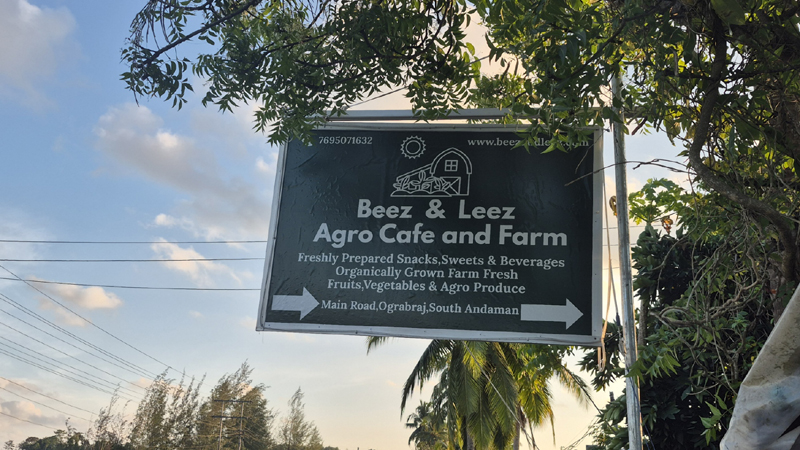 7695071632
Beez & Leez
Agro Cafe and Farm
Freshly Prepared Snacks,Sweets & Beverages
Organically Grown Farm Fresh
Fruits,Vegetables & Agro Produce
Main Road,Ograbraj,South Andaman